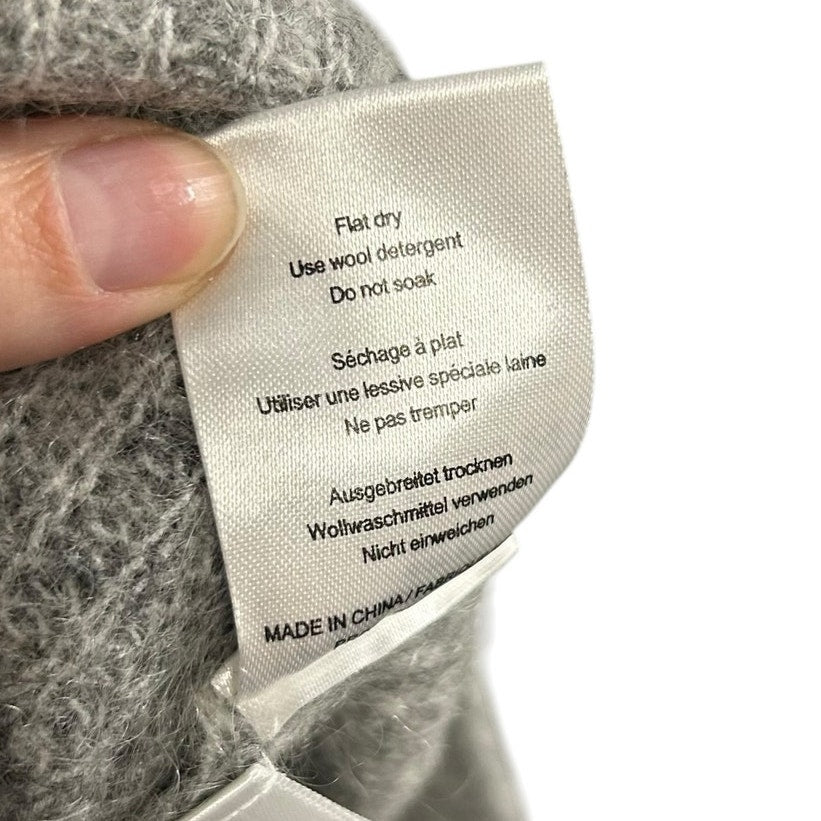 Flat dry
Use wool detergent
Do not soak
Séchage à plat
Utiliser une lessive spéciale laine
Ne pas tremper
Ausgebreitet trocknen
Wollwaschmittel verwenden
Nicht einweichen
MADE IN CHINA /